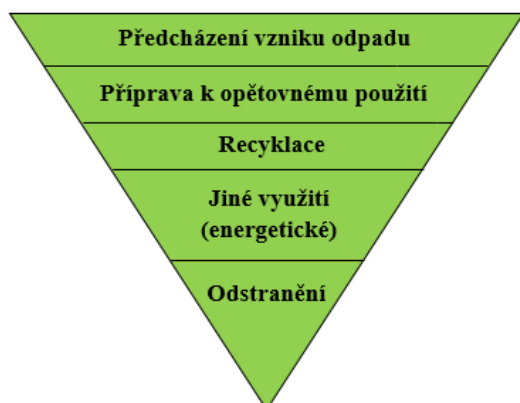 Předcházení vzniku odpadu
Příprava k opětovnému použití
Recyklace
Jiné využití
(energetické)
Odstranění